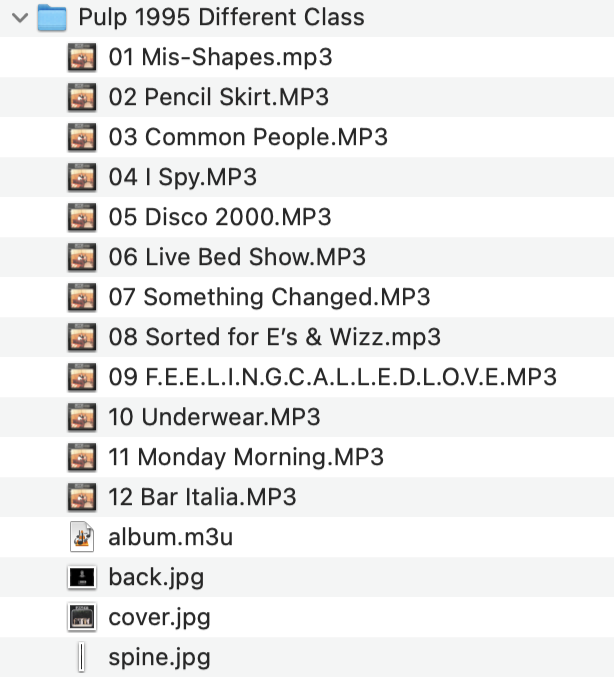 Pulp 1995 Different Class
01 Mis-Shapes.mp3
02 Pencil Skirt.MP3
03 Common People.MP3
04 I Spy.MP3
05 Disco 2000.MP3
06 Live Bed Show.MP3
07 Something Changed.MP3
08 Sorted for E’s & Wizz.mp3
09 F.E.E.L.I.N.G.C.A.L.L.E.D.L.O.V.E.MP3
10 Underwear.MP3
11 Monday Morning.MP3
12 Bar Italia.MP3
album.m3u
back.jpg
cover.jpg
spine.jpg